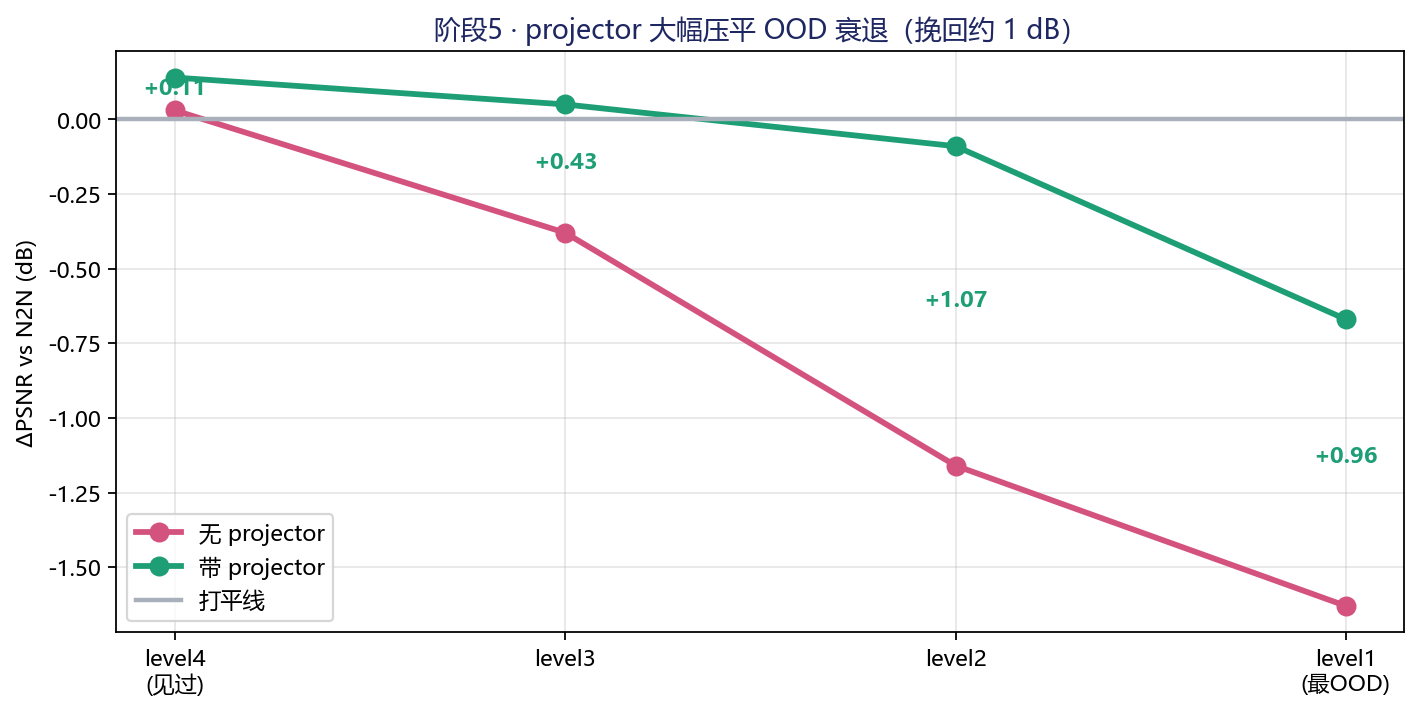 阶段5 · projector 大幅压平 OOD 衰退（挽回约 1 dB）
ΔPSNR vs N2N (dB)
0.00
-0.25
-0.50
-0.75
-1.00
-1.25
-1.50
+0.11
+0.43
+1.07
+0.96
无 projector
带 projector
打平线
level4
(见过)
level3
level2
level1
(最OOD)